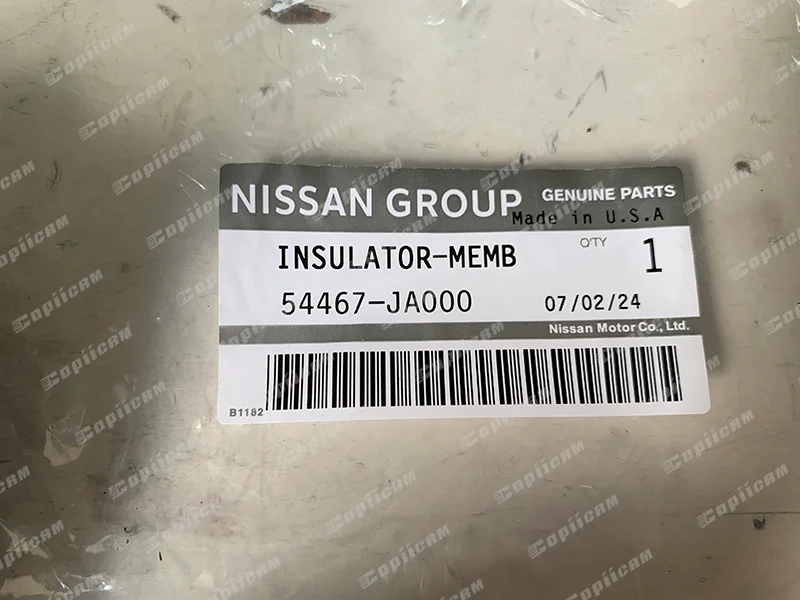 NISSAN GROUP GENUINE PARTS
Made in U.S.A
INSULATOR-MEMB Q'TY 1
54467-JA000 07/02/24
Nissan Motor Co., Ltd.
B1182
Copiicam